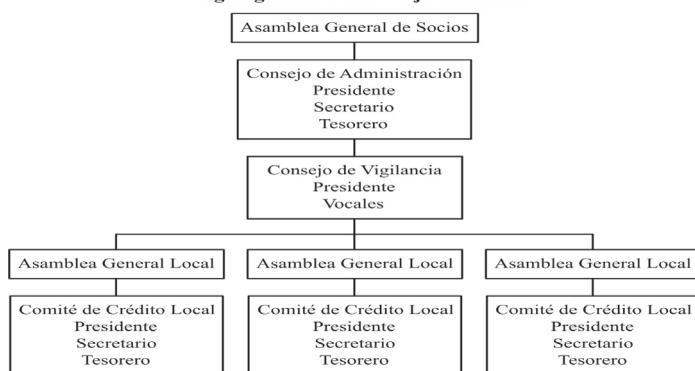 Asamblea General de Socios
Consejo de Administración
Presidente
Secretario
Tesorero
Consejo de Vigilancia
Presidente
Vocales
Asamblea General Local
Asamblea General Local
Asamblea General Local
Comité de Crédito Local
Presidente
Secretario
Tesorero
Comité de Crédito Local
Presidente
Secretario
Tesorero
Comité de Crédito Local
Presidente
Secretario
Tesorero